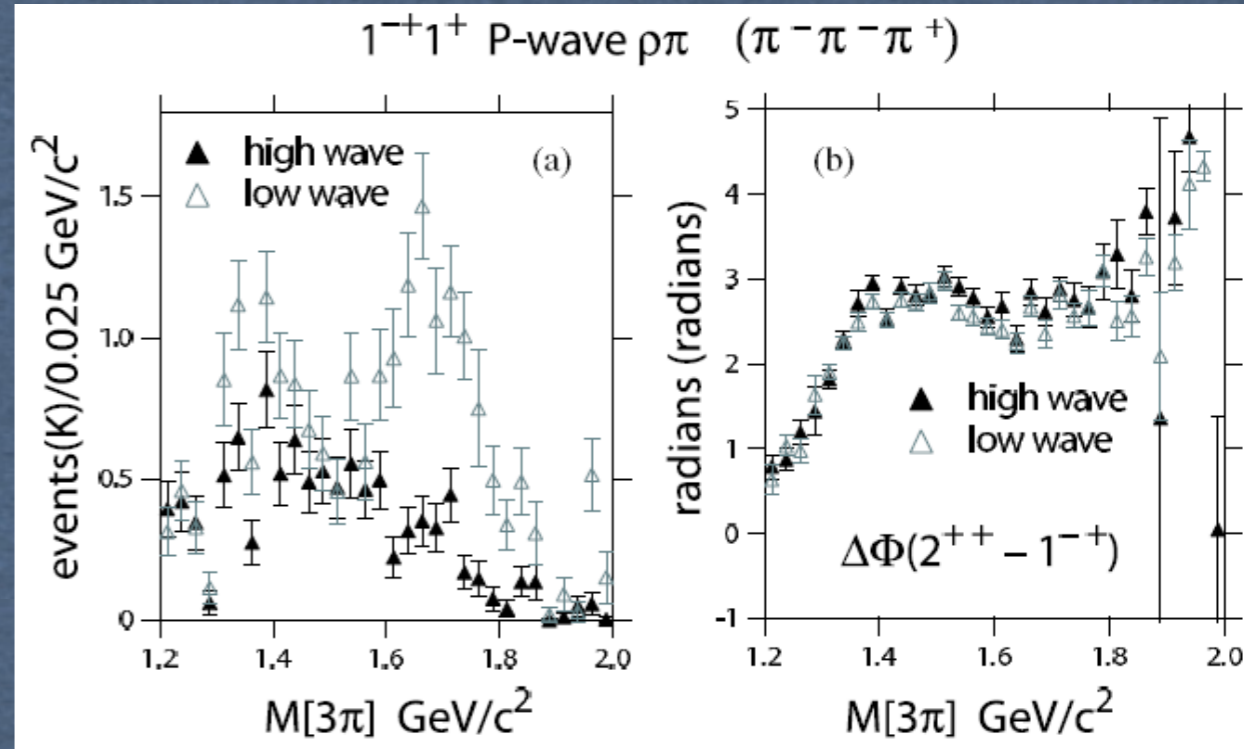 1⁻⁺1⁺ P-wave ρπ (π⁻π⁻π⁺)
events(K)/0.025 GeV/c²
1.5
1.0
0.5
0
▲ high wave
△ low wave
(a)
1.2 1.4 1.6 1.8 2.0
M[3π] GeV/c²
radians (radians)
5
4
3
2
1
0
-1
(b)
▲ high wave
△ low wave
ΔΦ(2⁺⁺ − 1⁻⁺)
1.2 1.4 1.6 1.8 2.0
M[3π] GeV/c²